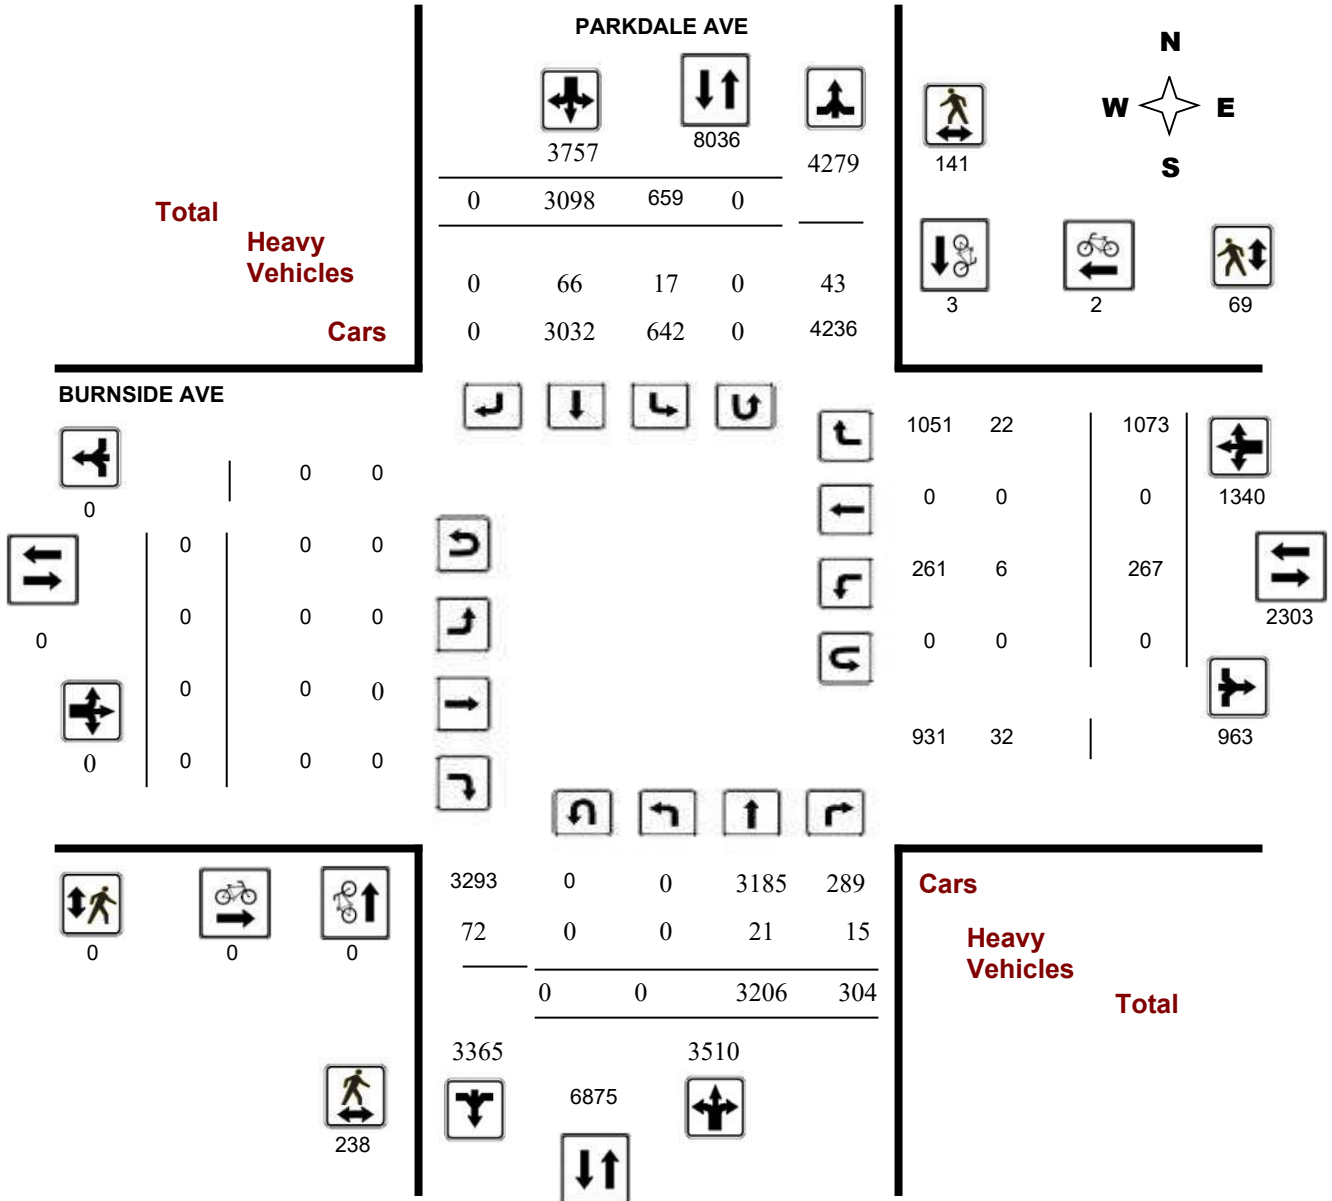 PARKDALE AVE
N
W E
S
8036
3757
4279
141
0 3098 659 0
Total
Heavy
Vehicles
0 66 17 0 43
3 2 69
Cars
0 3032 642 0 4236
BURNSIDE AVE
1051 22 1073
0 0
0 0 0 1340
0
0 0 0
261 6 267
0 0 0 2303
0
0 0 0
0 0 0
931 32 963
0 0 0 0
3293 0 0 3185 289
Cars
72 0 0 21 15
Heavy
Vehicles
0 0 0
0 0 3206 304
Total
3365 3510
6875
238